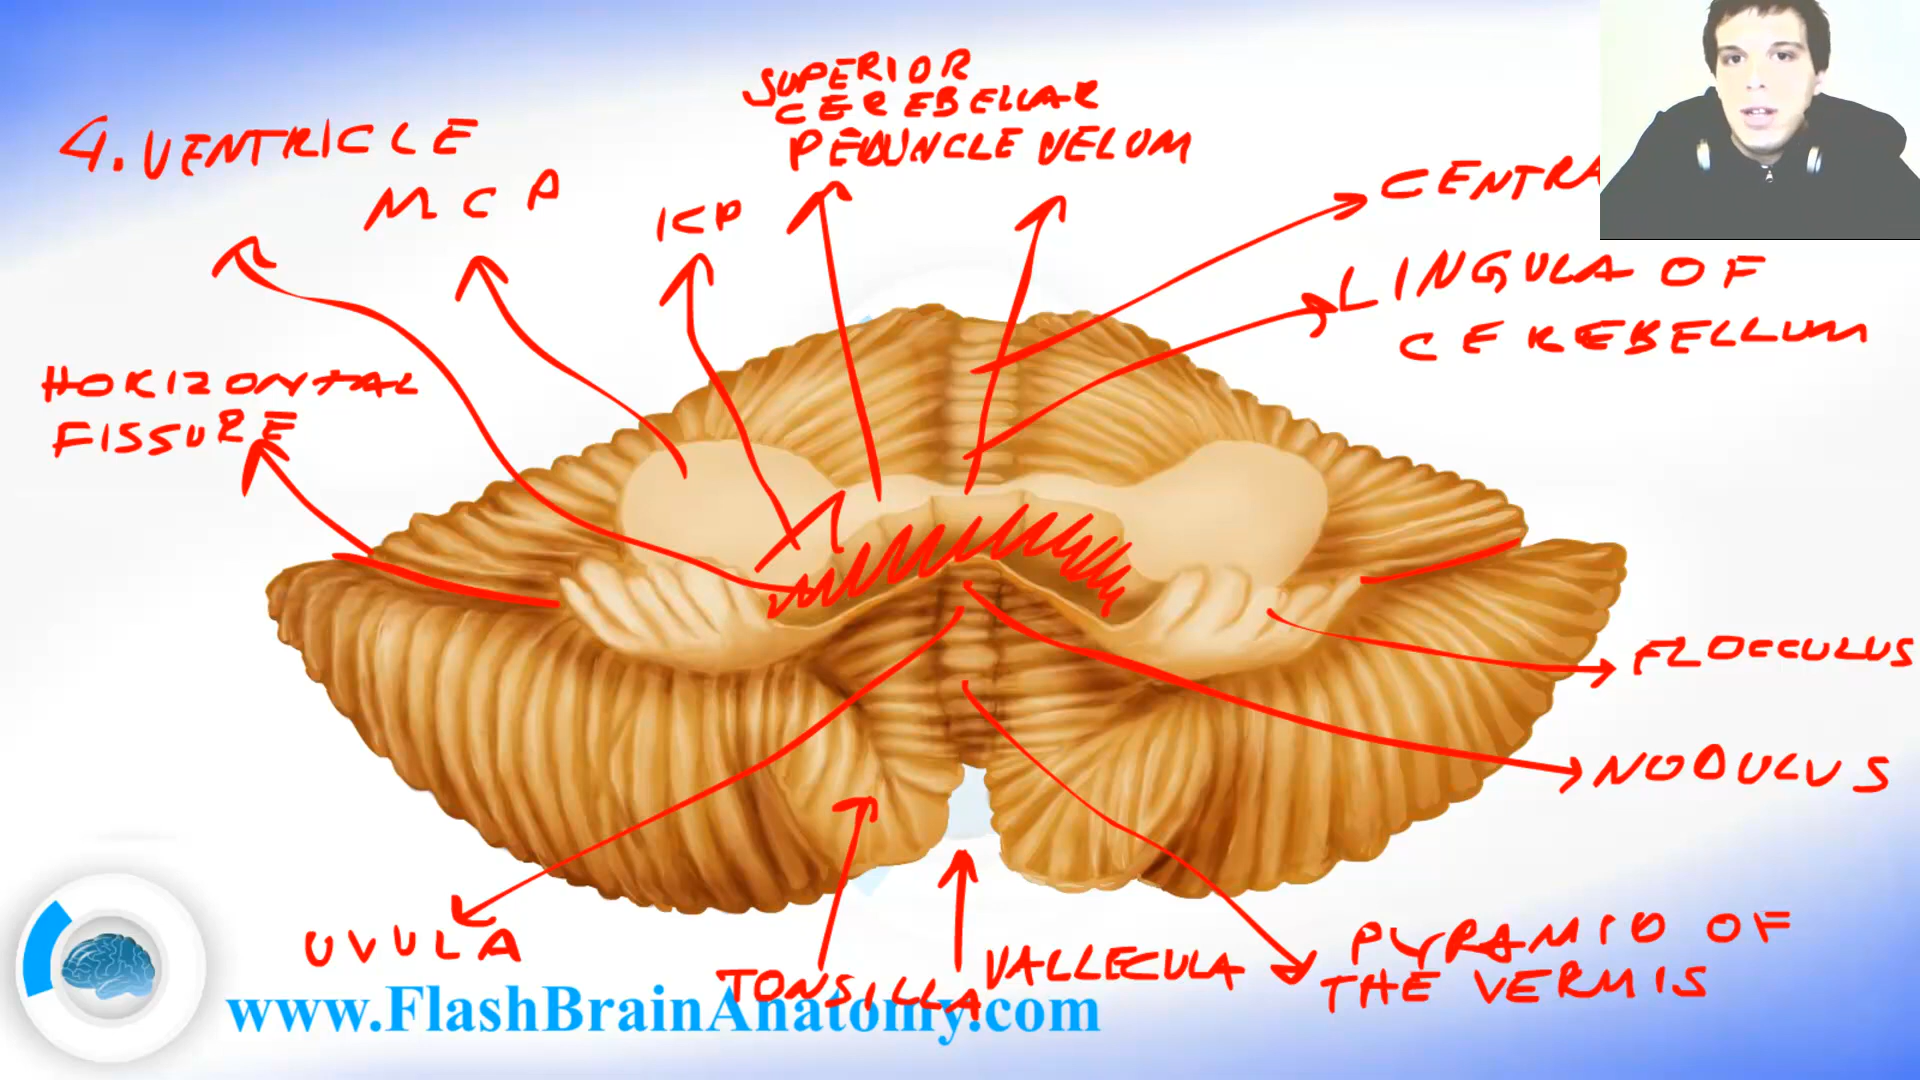 SUPERIOR
CEREBELLAR
PEDUNCLE VELUM
4. VENTRICLE
MCP
ICP
CENTRA
LINGULA OF
CEREBELLUM
HORIZONTAL
FISSURE
FLOCCULUS
NODULUS
UVULA
TONSILLA
VALLECULA
PYRAMID OF
THE VERMIS
www.FlashBrainAnatomy.com